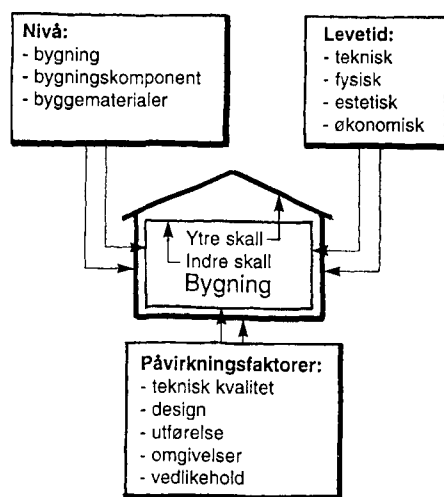 Nivå:
- bygning
- bygningskomponent
- byggematerialer
Levetid:
- teknisk
- fysisk
- estetisk
- økonomisk
Ytre skall
Indre skall
Bygning
Påvirkningsfaktorer:
- teknisk kvalitet
- design
- utførelse
- omgivelser
- vedlikehold